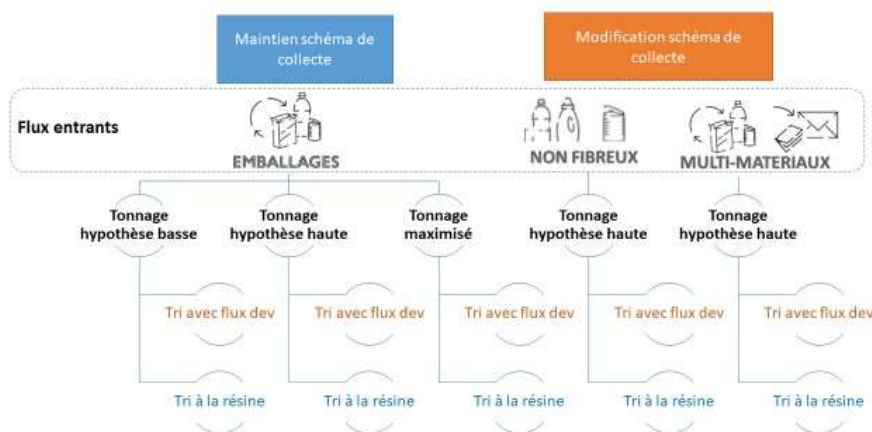 Maintien schéma de
collecte
Modification schéma de
collecte
Flux entrants
EMBALLAGES
NON FIBREUX
MULTI-MATERIAUX
Tonnage
hypothèse basse
Tonnage
hypothèse haute
Tonnage
maximisé
Tonnage
hypothèse haute
Tonnage
hypothèse haute
Tri avec flux dev
Tri avec flux dev
Tri avec flux dev
Tri avec flux dev
Tri avec flux dev
Tri à la résine
Tri à la résine
Tri à la résine
Tri à la résine
Tri à la résine